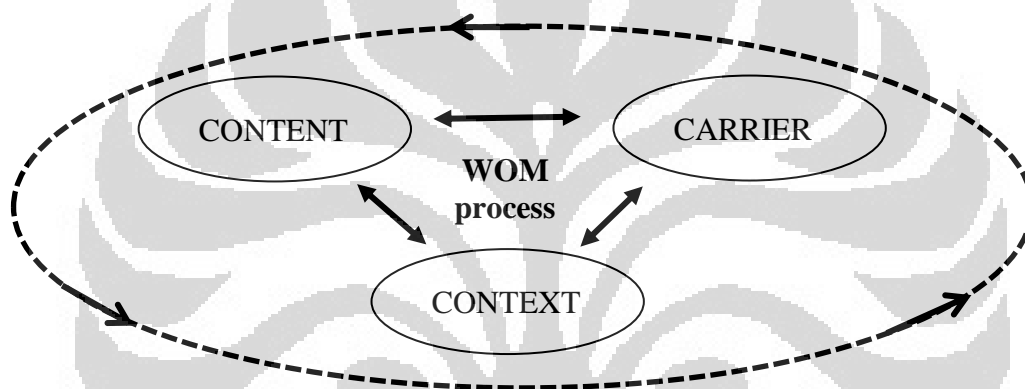 CONTENT
CARRIER
WOM
process
CONTEXT